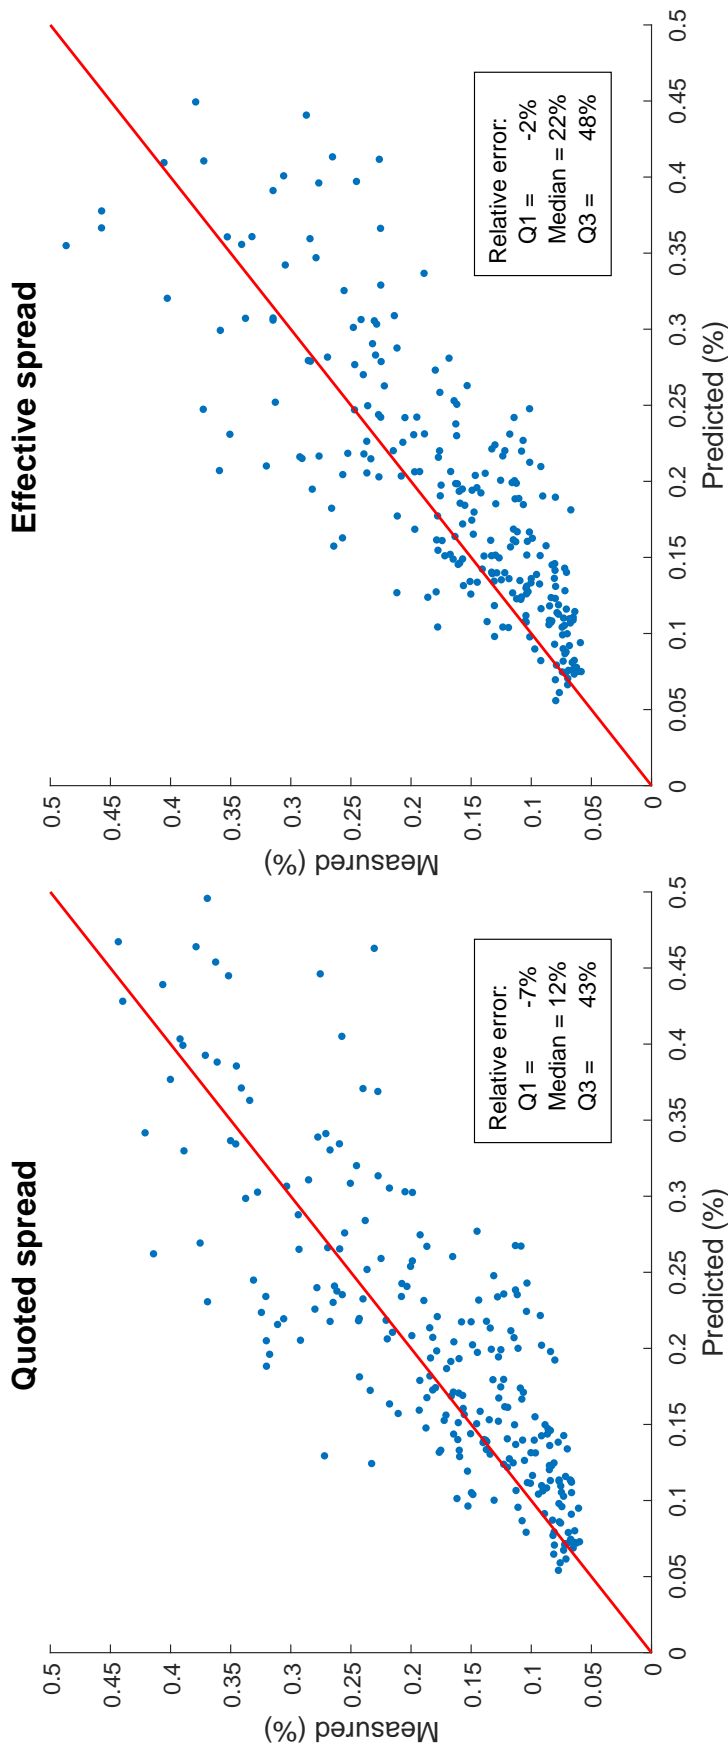 Quoted spread
0.5
0.45
0.4
0.35
0.3
0.25
0.2
0.15
0.1
0.05
0
Measured (%)
0 0.05 0.1 0.15 0.2 0.25 0.3 0.35 0.4 0.45 0.5
Predicted (%)
Relative error:
Q1 = -7%
Median = 12%
Q3 = 43%
Effective spread
0.5
0.45
0.4
0.35
0.3
0.25
0.2
0.15
0.1
0.05
0
Measured (%)
0 0.05 0.1 0.15 0.2 0.25 0.3 0.35 0.4 0.45 0.5
Predicted (%)
Relative error:
Q1 = -2%
Median = 22%
Q3 = 48%